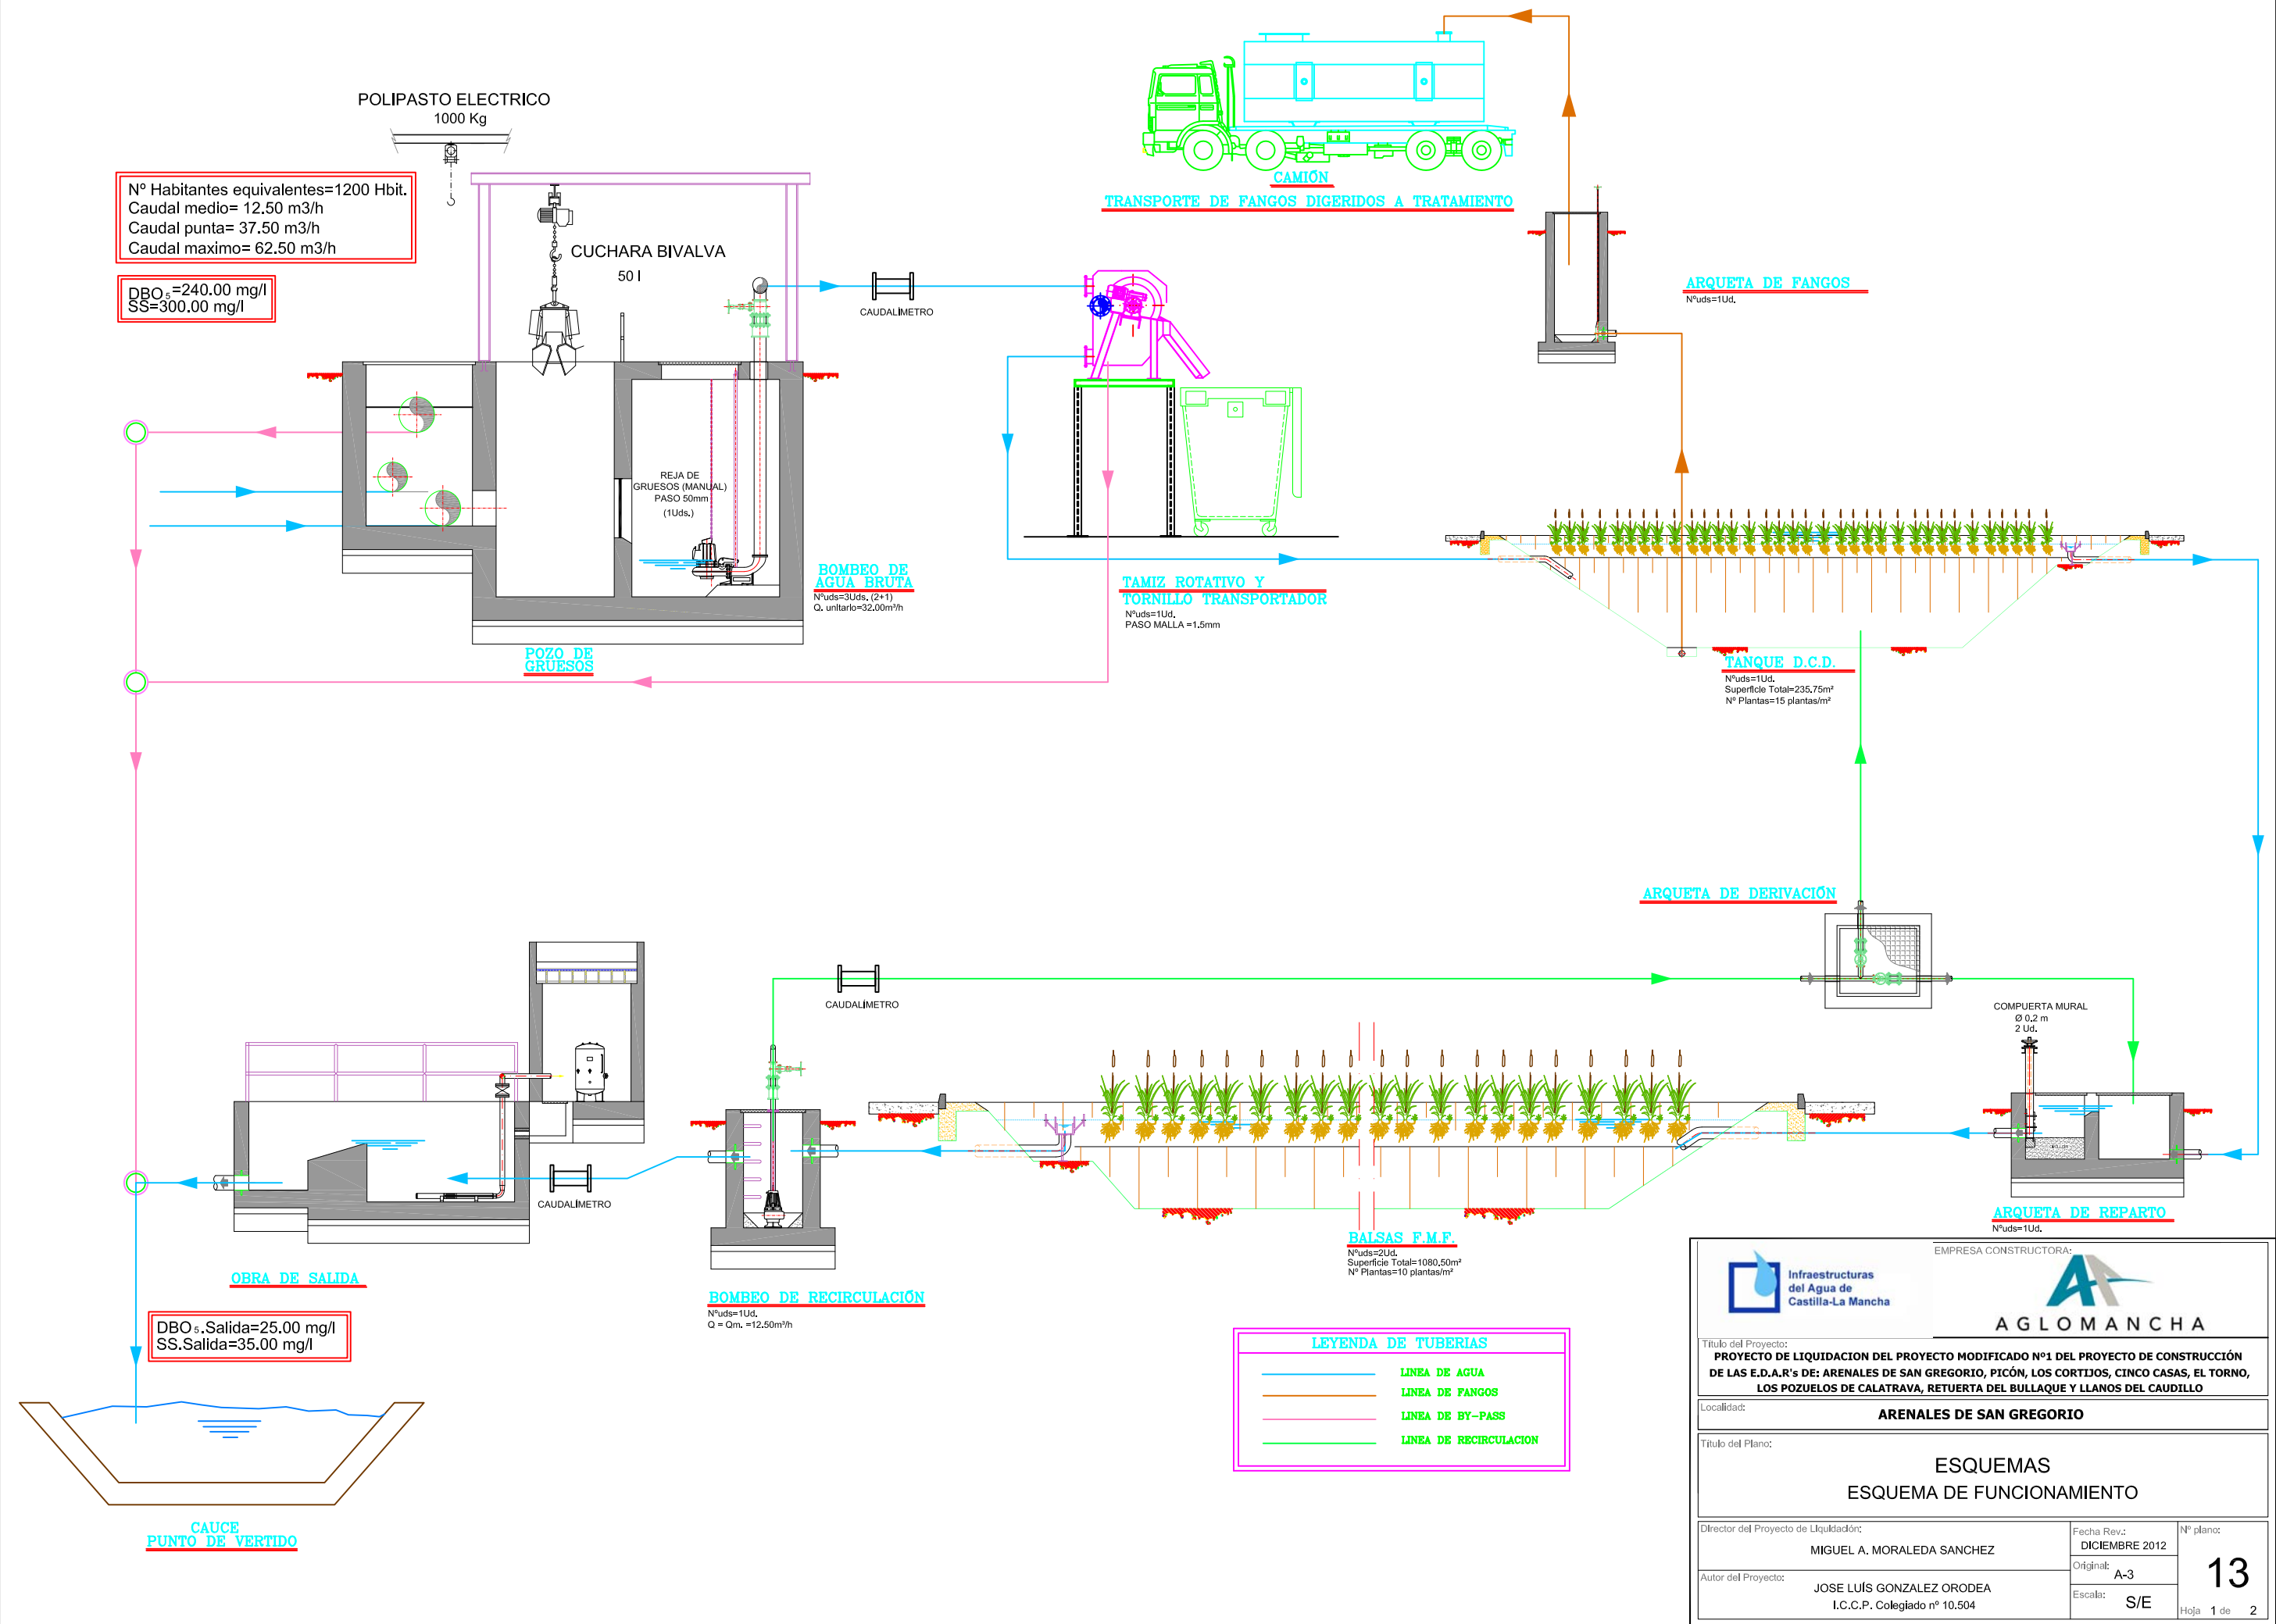 POLIPASTO ELECTRICO
1000 Kg
Nº Habitantes equivalentes=1200 Hbit.
Caudal medio= 12.50 m3/h
Caudal punta= 37.50 m3/h
Caudal maximo= 62.50 m3/h
DBO5=240.00 mg/l
SS=300.00 mg/l
CUCHARA BIVALVA
50 l
CAUDALÍMETRO
CAMIÓN
TRANSPORTE DE FANGOS DIGERIDOS A TRATAMIENTO
ARQUETA DE FANGOS
Nºuds=1Ud.
REJA DE
GRUESOS (MANUAL)
PASO 50mm
(1Uds.)
BOMBEO DE
AGUA BRUTA
Nºuds=3Uds. (2+1)
Q. unitario=32.00m³/h
POZO DE
GRUESOS
TAMIZ ROTATIVO Y
TORNILLO TRANSPORTADOR
Nºuds=1Ud.
PASO MALLA =1.5mm
TANQUE D.C.D.
Nºuds=1Ud.
Superficie Total=235.75m²
Nº Plantas=15 plantas/m²
ARQUETA DE DERIVACIÓN
CAUDALÍMETRO
COMPUERTA MURAL
Ø 0,2 m
2 Ud.
CAUDALÍMETRO
ARQUETA DE REPARTO
Nºuds=1Ud.
BALSAS F.M.F.
Nºuds=2Ud.
Superficie Total=1080,50m²
Nº Plantas=10 plantas/m²
OBRA DE SALIDA
BOMBEO DE RECIRCULACIÓN
Nºuds=1Ud.
Q = Qm. =12.50m³/h
DBO5.Salida=25.00 mg/l
SS.Salida=35.00 mg/l
CAUCE
PUNTO DE VERTIDO
LEYENDA DE TUBERIAS
LINEA DE AGUA
LINEA DE FANGOS
LINEA DE BY-PASS
LINEA DE RECIRCULACION
Infraestructuras
del Agua de
Castilla-La Mancha
EMPRESA CONSTRUCTORA:
AGLOMANCHA
Título del Proyecto:
PROYECTO DE LIQUIDACION DEL PROYECTO MODIFICADO Nº1 DEL PROYECTO DE CONSTRUCCIÓN
DE LAS E.D.A.R's DE: ARENALES DE SAN GREGORIO, PICÓN, LOS CORTIJOS, CINCO CASAS, EL TORNO,
LOS POZUELOS DE CALATRAVA, RETUERTA DEL BULLAQUE Y LLANOS DEL CAUDILLO
Localidad:
ARENALES DE SAN GREGORIO
Título del Plano:
ESQUEMAS
ESQUEMA DE FUNCIONAMIENTO
Director del Proyecto de Liquidación:
MIGUEL A. MORALEDA SANCHEZ
Autor del Proyecto:
JOSE LUÍS GONZALEZ ORODEA
I.C.C.P. Colegiado nº 10.504
Fecha Rev.:
DICIEMBRE 2012
Original:
A-3
Escala:
S/E
Nº plano:
13
Hoja 1 de 2